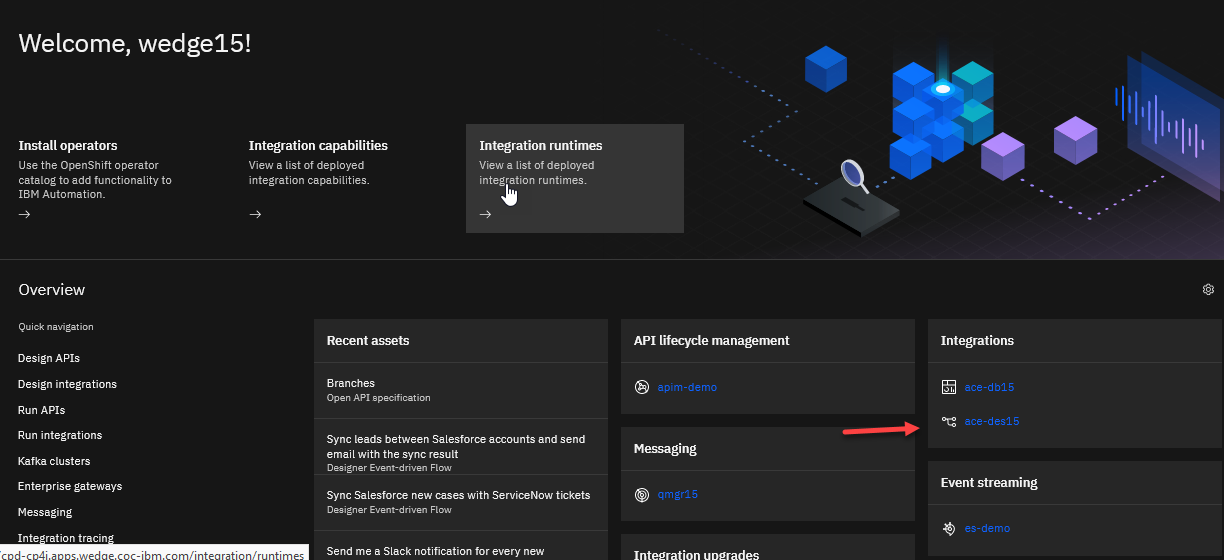 Welcome, wedge15!
Install operators
Use the OpenShift operator
catalog to add functionality to
IBM Automation.
Integration capabilities
View a list of deployed
integration capabilities.
Integration runtimes
View a list of deployed
integration runtimes.
Overview
Quick navigation
Design APIs
Design integrations
Run APIs
Run integrations
Kafka clusters
Enterprise gateways
Messaging
Integration tracing
Recent assets
Branches
Open API specification
Sync leads between Salesforce accounts and send
email with the sync result
Designer Event-driven Flow
Sync Salesforce new cases with ServiceNow tickets
Designer Event-driven Flow
Send me a Slack notification for every new
API lifecycle management
apim-demo
Messaging
qmgr15
Integration upgrades
Integrations
ace-db15
ace-des15
Event streaming
es-demo
cpd-cp4i.apps.wedge.coc-ibm.com/integration/runtimes